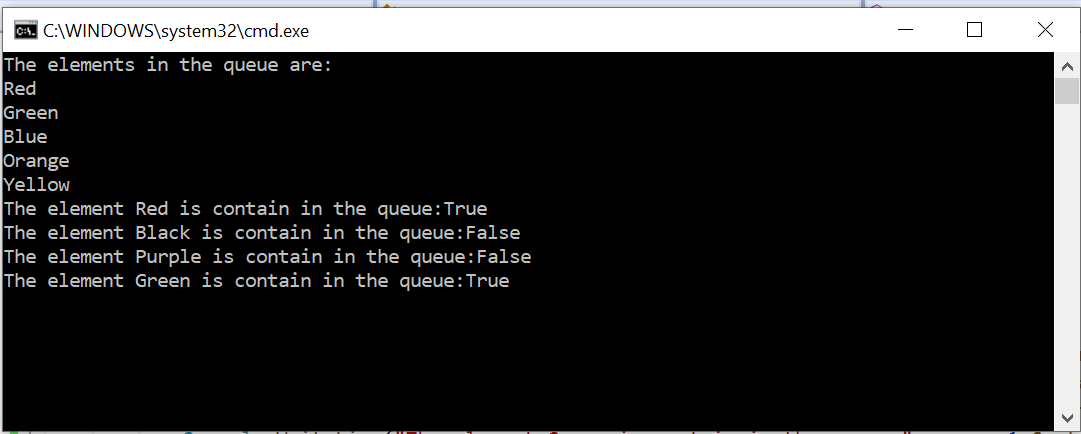 C:\WINDOWS\system32\cmd.exe
The elements in the queue are:
Red
Green
Blue
Orange
Yellow
The element Red is contain in the queue:True
The element Black is contain in the queue:False
The element Purple is contain in the queue:False
The element Green is contain in the queue:True